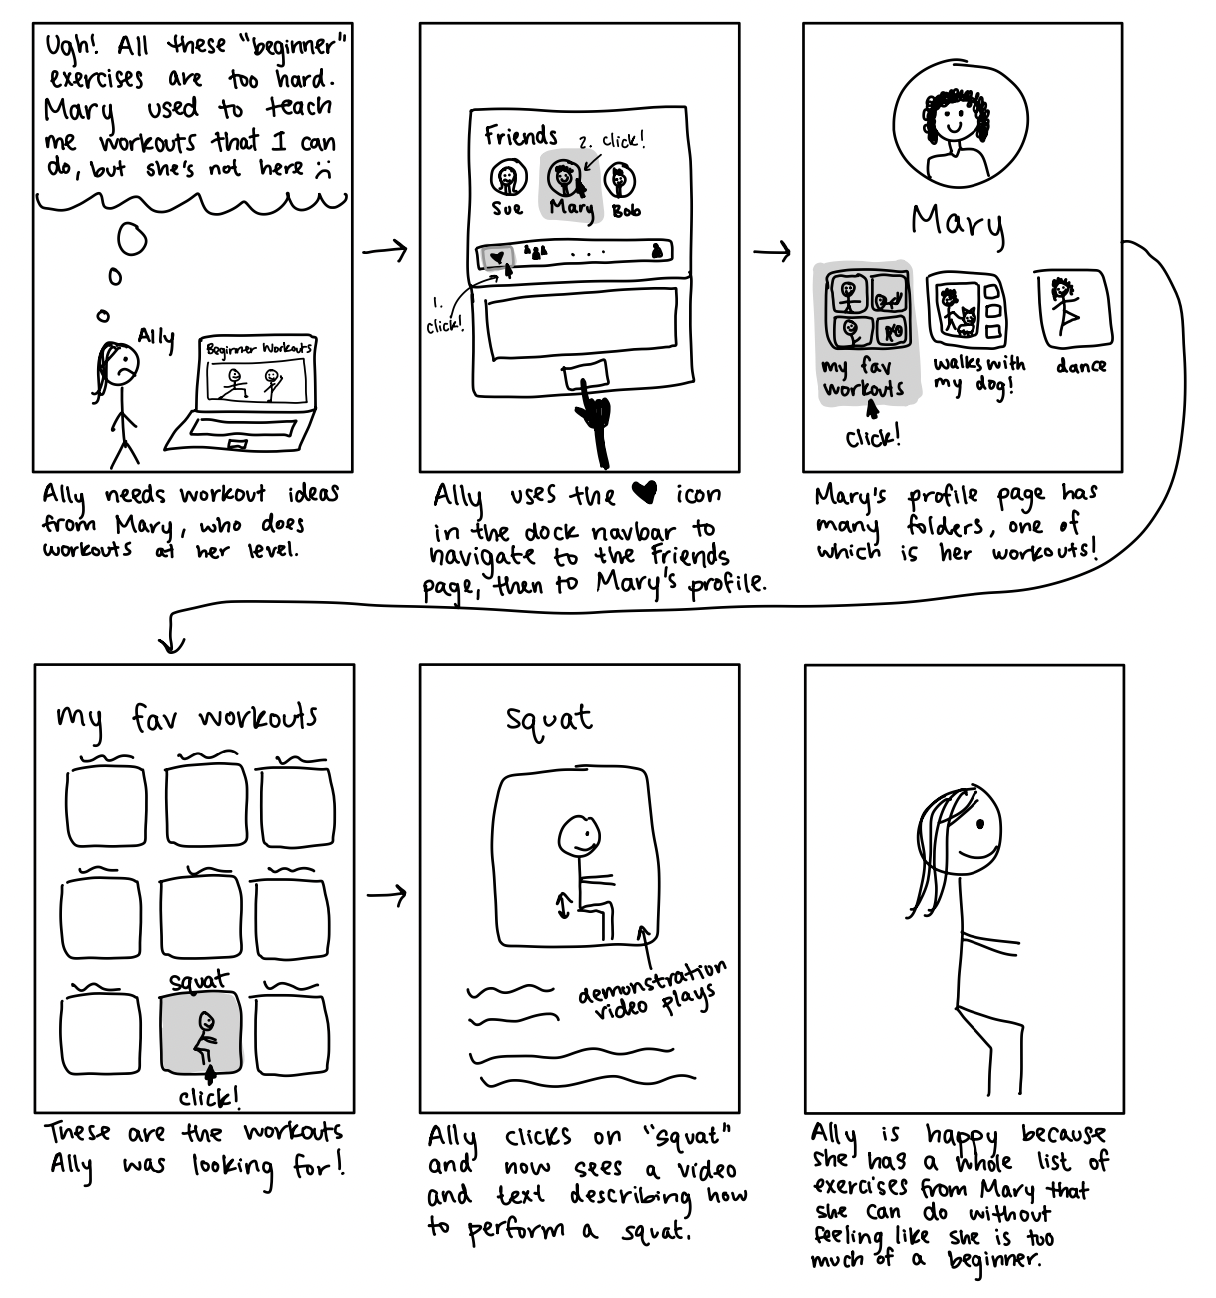 Ugh! All these "beginner"
exercises are too hard.
Mary used to teach
me workouts that I can
do, but she's not here :(
Ally
Beginner Workouts
Ally needs workout ideas
from Mary, who does
workouts at her level.
Friends
2. click!
Sue
Mary
Bob
...
1.
click!
Ally uses the ♥ icon
in the dock navbar to
navigate to the Friends
page, then to Mary's profile.
Mary
my fav
workouts
walks with
my dog!
dance
click!
Mary's profile page has
many folders, one of
which is her workouts!
my fav workouts
squat
click!
These are the workouts
Ally was looking for!
squat
demonstration
video plays
Ally clicks on "squat"
and now sees a video
and text describing how
to perform a squat.
Ally is happy because
she has a whole list of
exercises from Mary that
she can do without
feeling like she is too
much of a beginner.